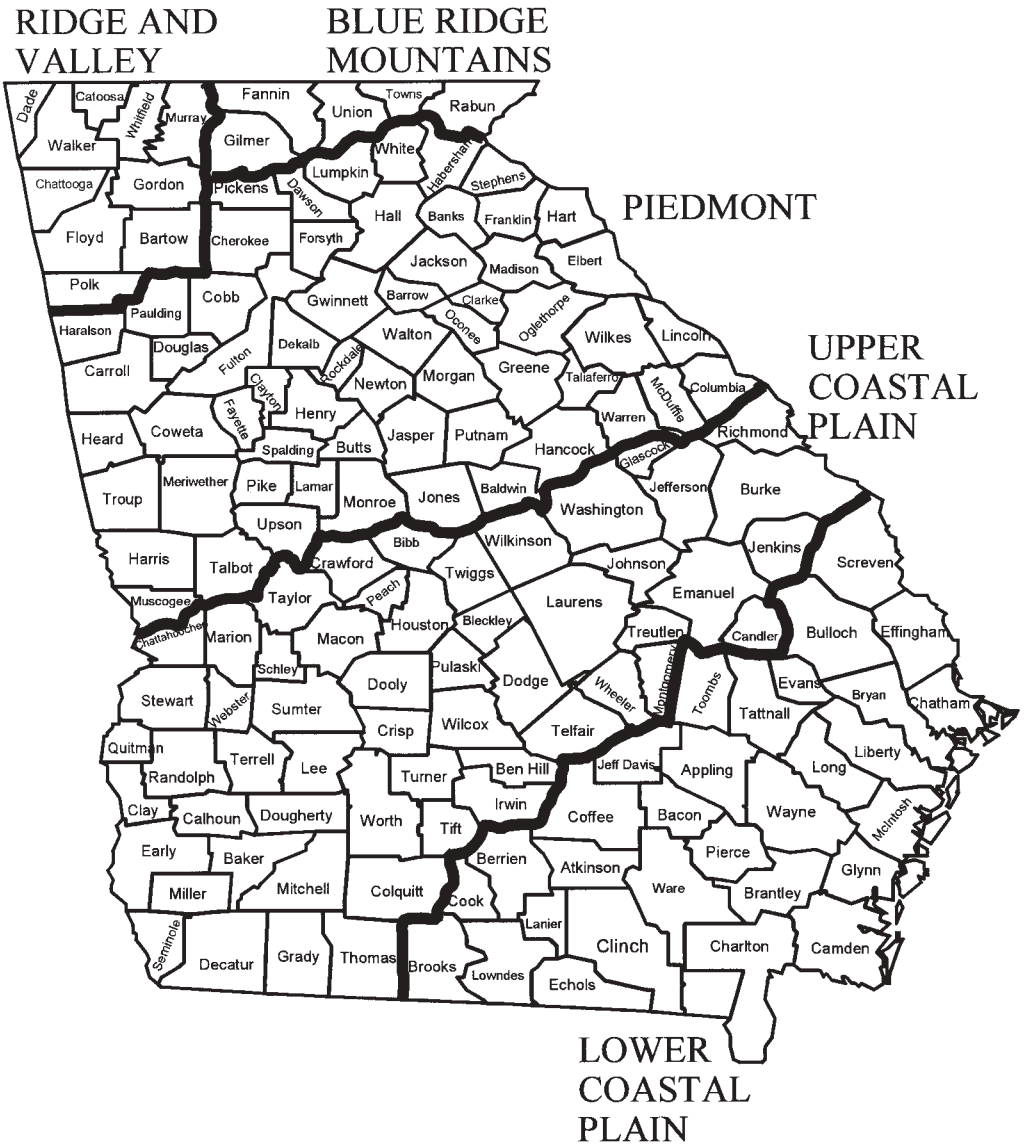 RIDGE AND
VALLEY
BLUE RIDGE
MOUNTAINS
Dade
Catoosa
Whitfield
Murray
Fannin
Union
Towns
Rabun
Walker
Gilmer
White
Habersham
Chattooga
Gordon
Pickens
Dawson
Lumpkin
Stephens
Floyd
Bartow
Cherokee
Forsyth
Hall
Banks
Franklin
Hart
PIEDMONT
Polk
Paulding
Cobb
Gwinnett
Jackson
Madison
Elbert
Haralson
Douglas
Fulton
Dekalb
Rockdale
Barrow
Clarke
Oconee
Oglethorpe
Walton
Wilkes
Lincoln
UPPER
COASTAL
PLAIN
Carroll
Clayton
Fayette
Henry
Newton
Morgan
Greene
Taliaferro
McDuffie
Columbia
Heard
Coweta
Spalding
Butts
Jasper
Putnam
Hancock
Warren
Glascock
Richmond
Troup
Meriwether
Pike
Lamar
Monroe
Jones
Baldwin
Washington
Jefferson
Burke
Upson
Harris
Talbot
Crawford
Bibb
Wilkinson
Johnson
Jenkins
Screven
Muscogee
Chattahoochee
Marion
Taylor
Peach
Twiggs
Laurens
Emanuel
Macon
Houston
Bleckley
Treutlen
Candler
Bulloch
Effingham
Schley
Stewart
Webster
Sumter
Dooly
Pulaski
Dodge
Wheeler
Montgomery
Toombs
Evans
Tattnall
Bryan
Chatham
Quitman
Randolph
Terrell
Lee
Crisp
Wilcox
Telfair
Jeff Davis
Appling
Long
Liberty
Turner
Ben Hill
Clay
Calhoun
Dougherty
Worth
Tift
Irwin
Coffee
Bacon
Wayne
McIntosh
Early
Baker
Miller
Mitchell
Colquitt
Berrien
Cook
Atkinson
Pierce
Ware
Brantley
Glynn
Seminole
Decatur
Grady
Thomas
Brooks
Lowndes
Lanier
Clinch
Echols
Charlton
Camden
LOWER
COASTAL
PLAIN